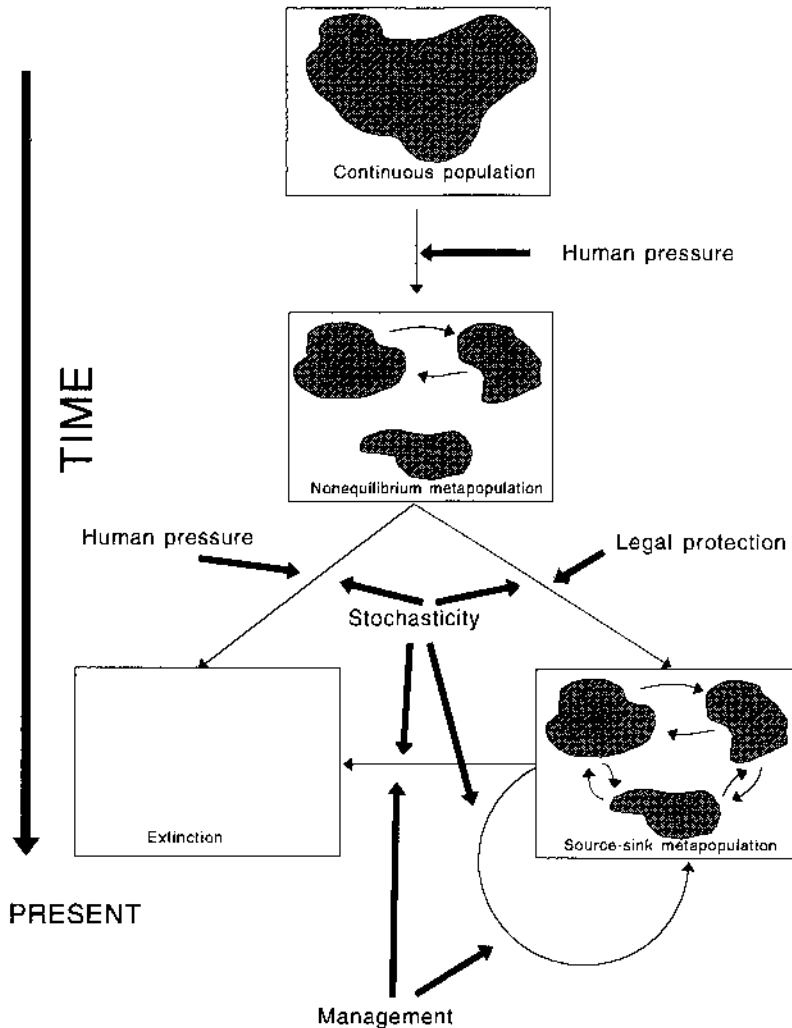 Continuous population
Human pressure
TIME
Nonequilibrium metapopulation
Human pressure
Legal protection
Stochasticity
Extinction
Source-sink metapopulation
PRESENT
Management